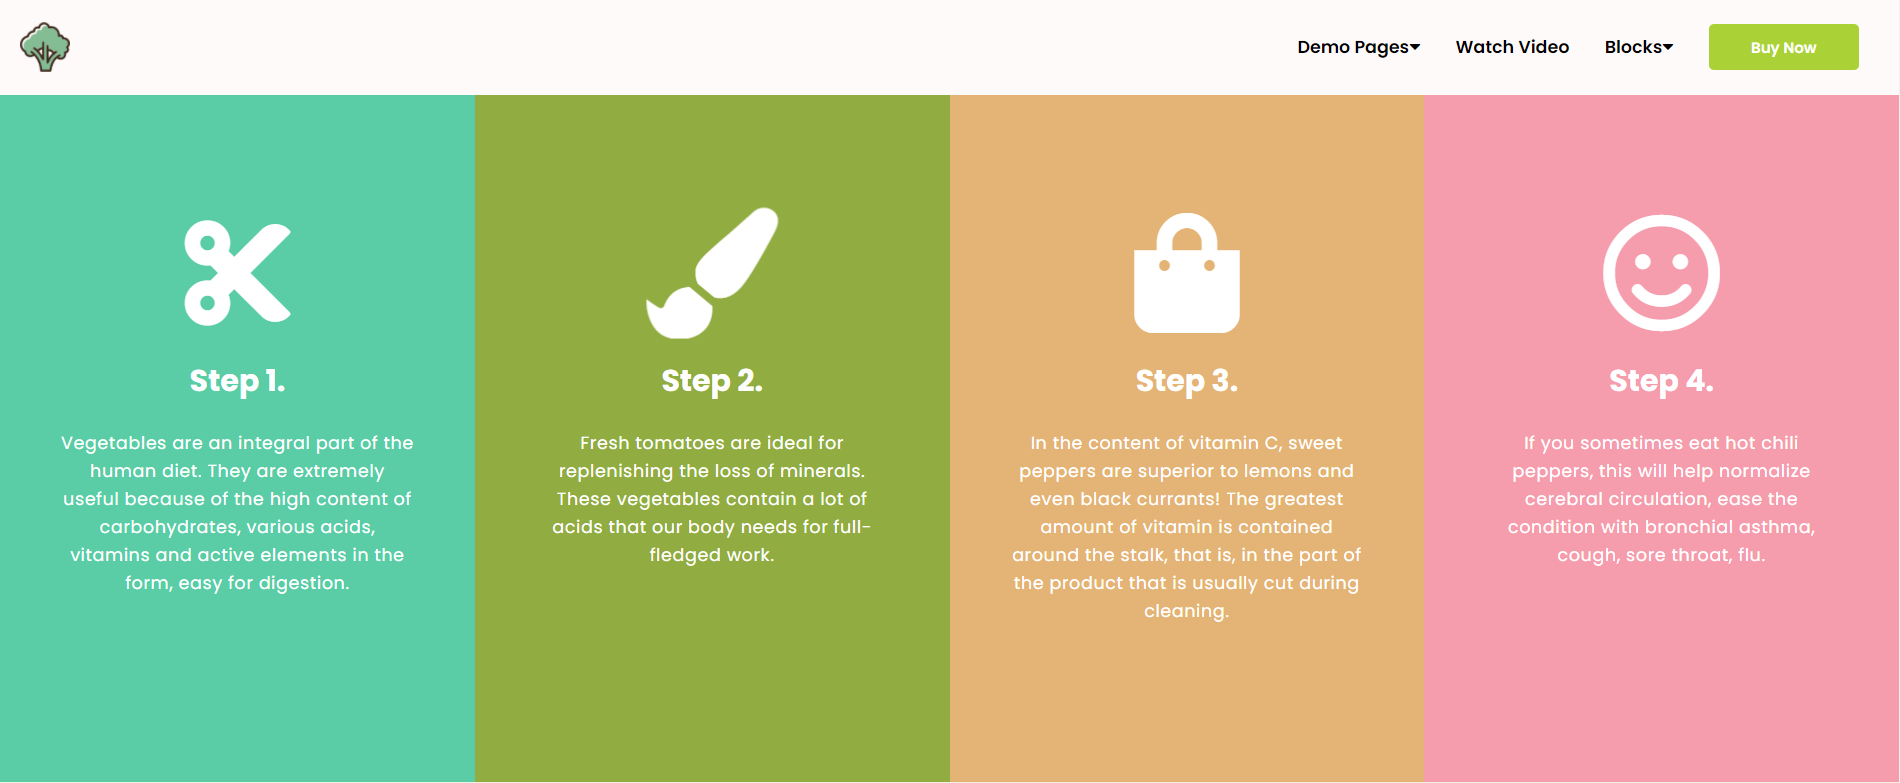 Demo Pages
Watch Video
Blocks
Buy Now
Step 1.
Vegetables are an integral part of the
human diet. They are extremely
useful because of the high content of
carbohydrates, various acids,
vitamins and active elements in the
form, easy for digestion.
Step 2.
Fresh tomatoes are ideal for
replenishing the loss of minerals.
These vegetables contain a lot of
acids that our body needs for full-
fledged work.
Step 3.
In the content of vitamin C, sweet
peppers are superior to lemons and
even black currants! The greatest
amount of vitamin is contained
around the stalk, that is, in the part of
the product that is usually cut during
cleaning.
Step 4.
If you sometimes eat hot chili
peppers, this will help normalize
cerebral circulation, ease the
condition with bronchial asthma,
cough, sore throat, flu.